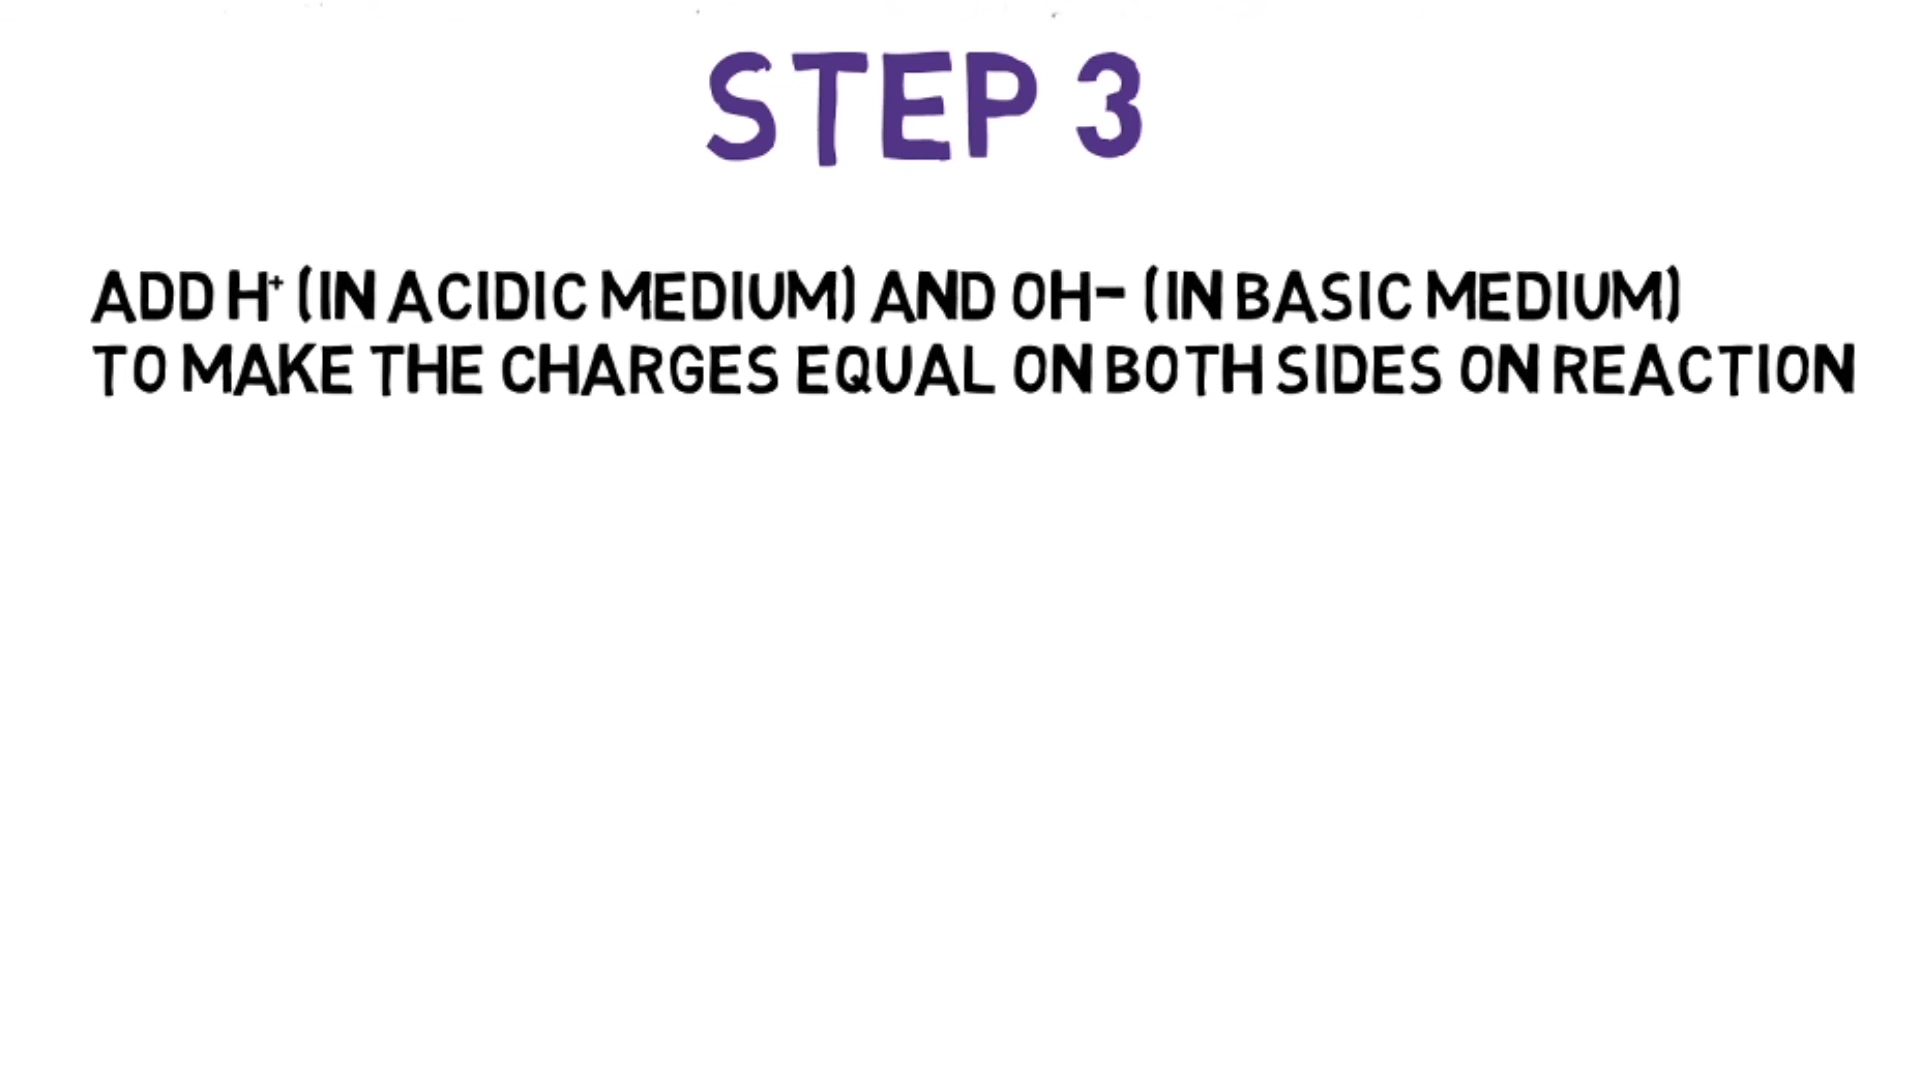 STEP 3
ADD H⁺ (IN ACIDIC MEDIUM) AND OH- (IN BASIC MEDIUM)
TO MAKE THE CHARGES EQUAL ON BOTH SIDES ON REACTION